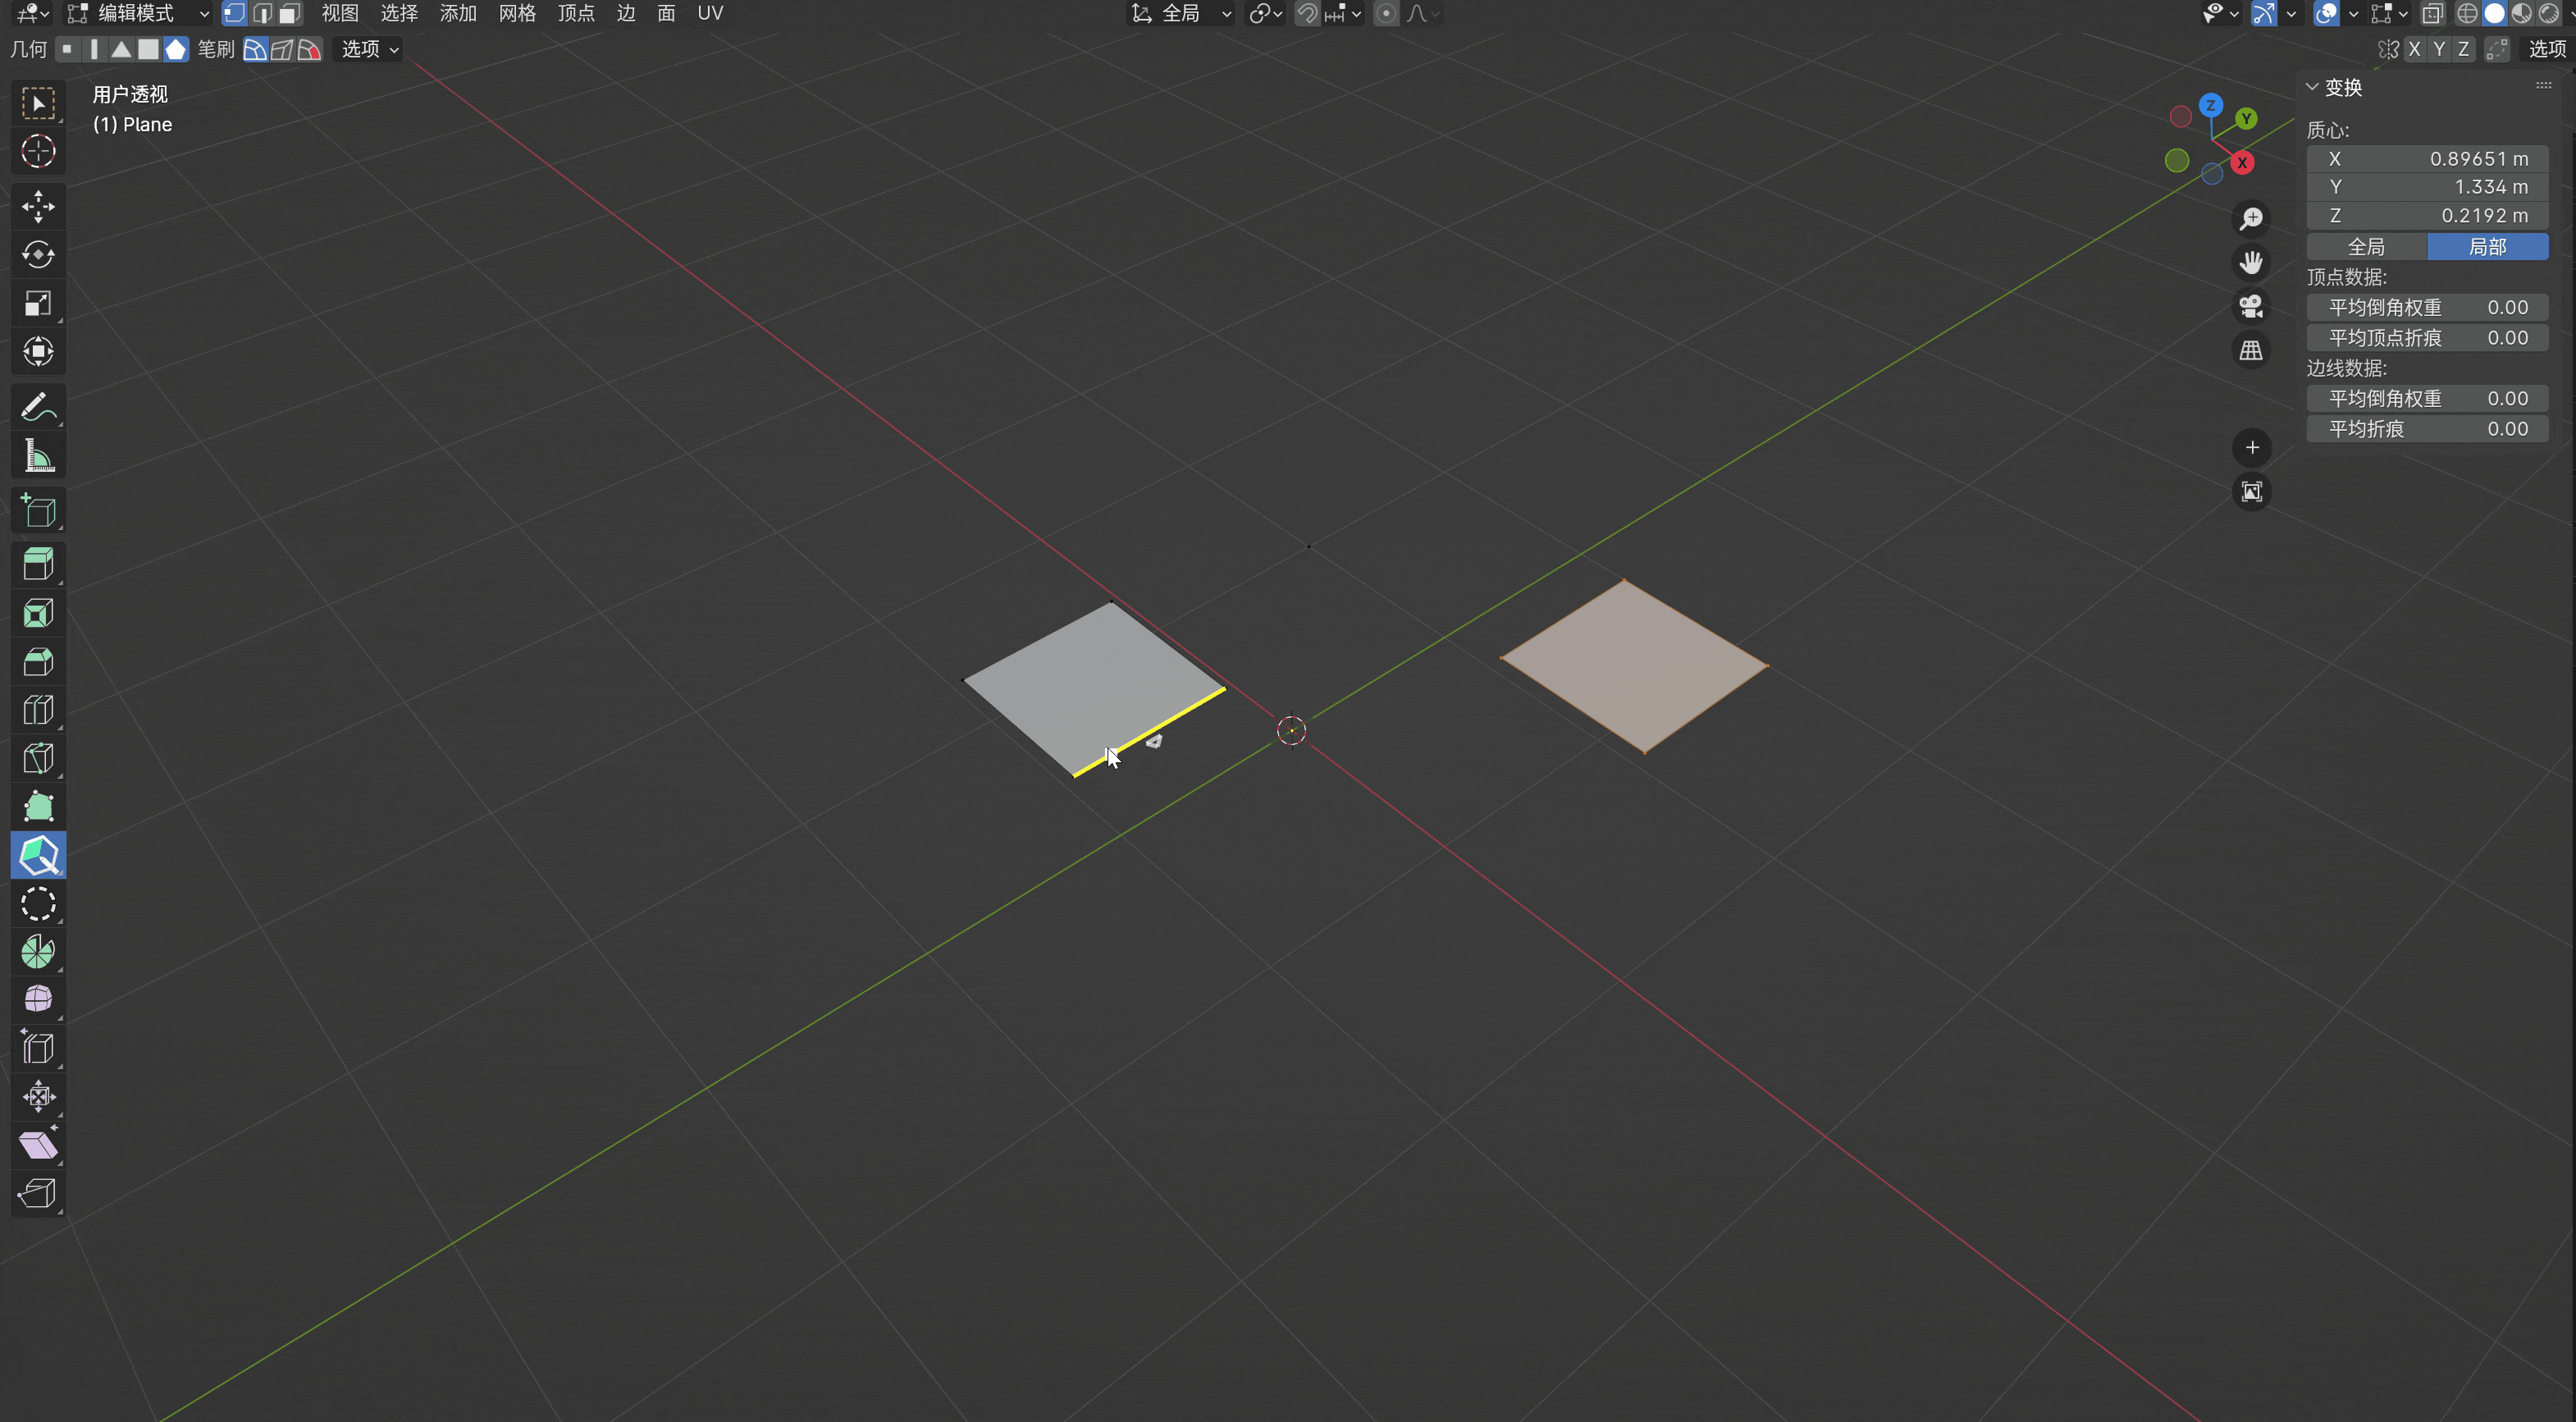 编辑模式 视图 选择 添加 网格 顶点 边 面 UV 全局
几何 笔刷 选项 X Y Z 选项
用户透视
(1) Plane
Z
Y
X
变换
质心:
X 0.89651 m
Y 1.334 m
Z 0.2192 m
全局 局部
顶点数据:
平均倒角权重 0.00
平均顶点折痕 0.00
边线数据:
平均倒角权重 0.00
平均折痕 0.00